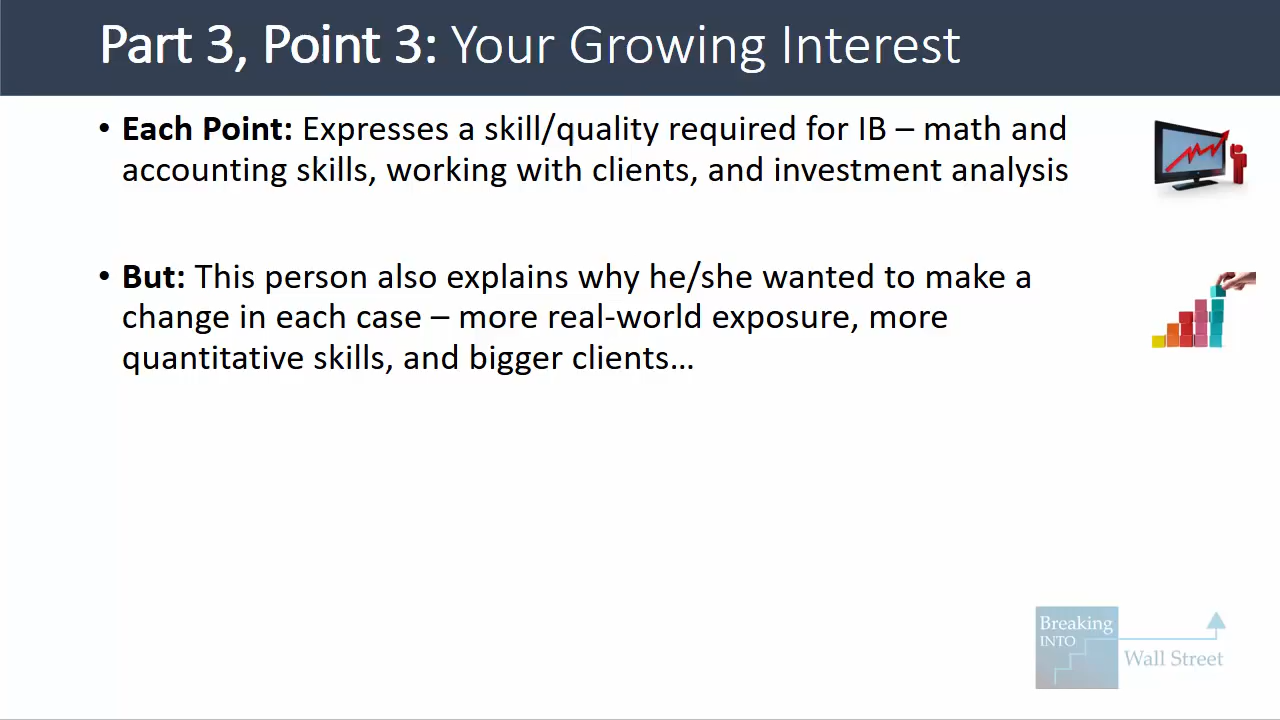 Part 3, Point 3: Your Growing Interest
• Each Point: Expresses a skill/quality required for IB – math and
accounting skills, working with clients, and investment analysis
• But: This person also explains why he/she wanted to make a
change in each case – more real-world exposure, more
quantitative skills, and bigger clients…
Breaking
INTO
Wall Street